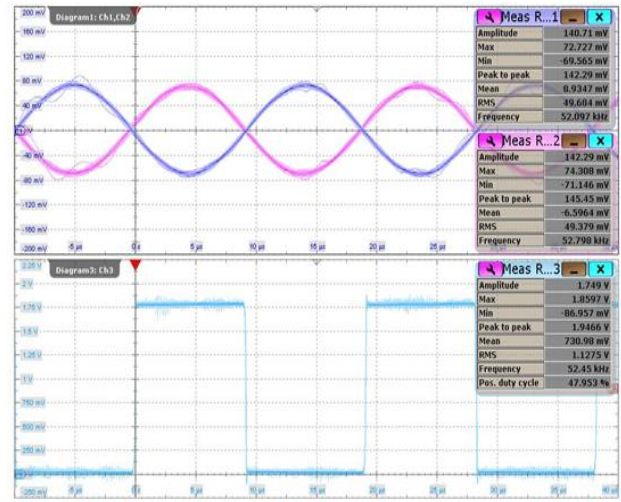 200 mV
Diagram1: Ch1,Ch2
160 mV
120 mV
80 mV
40 mV
-40 mV
-80 mV
-120 mV
-160 mV
-200 mV
-5 µs
0 s
5 µs
10 µs
15 µs
20 µs
25 µs
Meas R...1
Amplitude 140.71 mV
Max 72.727 mV
Min -69.565 mV
Peak to peak 142.29 mV
Mean 8.9347 mV
RMS 49.604 mV
Frequency 52.097 kHz
Meas R...2
Amplitude 142.29 mV
Max 74.308 mV
Min -71.146 mV
Peak to peak 145.45 mV
Mean -6.5964 mV
RMS 49.379 mV
Frequency 52.798 kHz
2.25 V
Diagram3: Ch3
2 V
1.75 V
1.5 V
1.25 V
1 V
750 mV
500 mV
250 mV
-250 mV
-5 µs
0 s
5 µs
10 µs
15 µs
20 µs
25 µs
30 µs
35 µs
40 µs
Meas R...3
Amplitude 1.749 V
Max 1.8597 V
Min -86.957 mV
Peak to peak 1.9466 V
Mean 730.98 mV
RMS 1.1275 V
Frequency 52.45 kHz
Pos. duty cycle 47.953 %